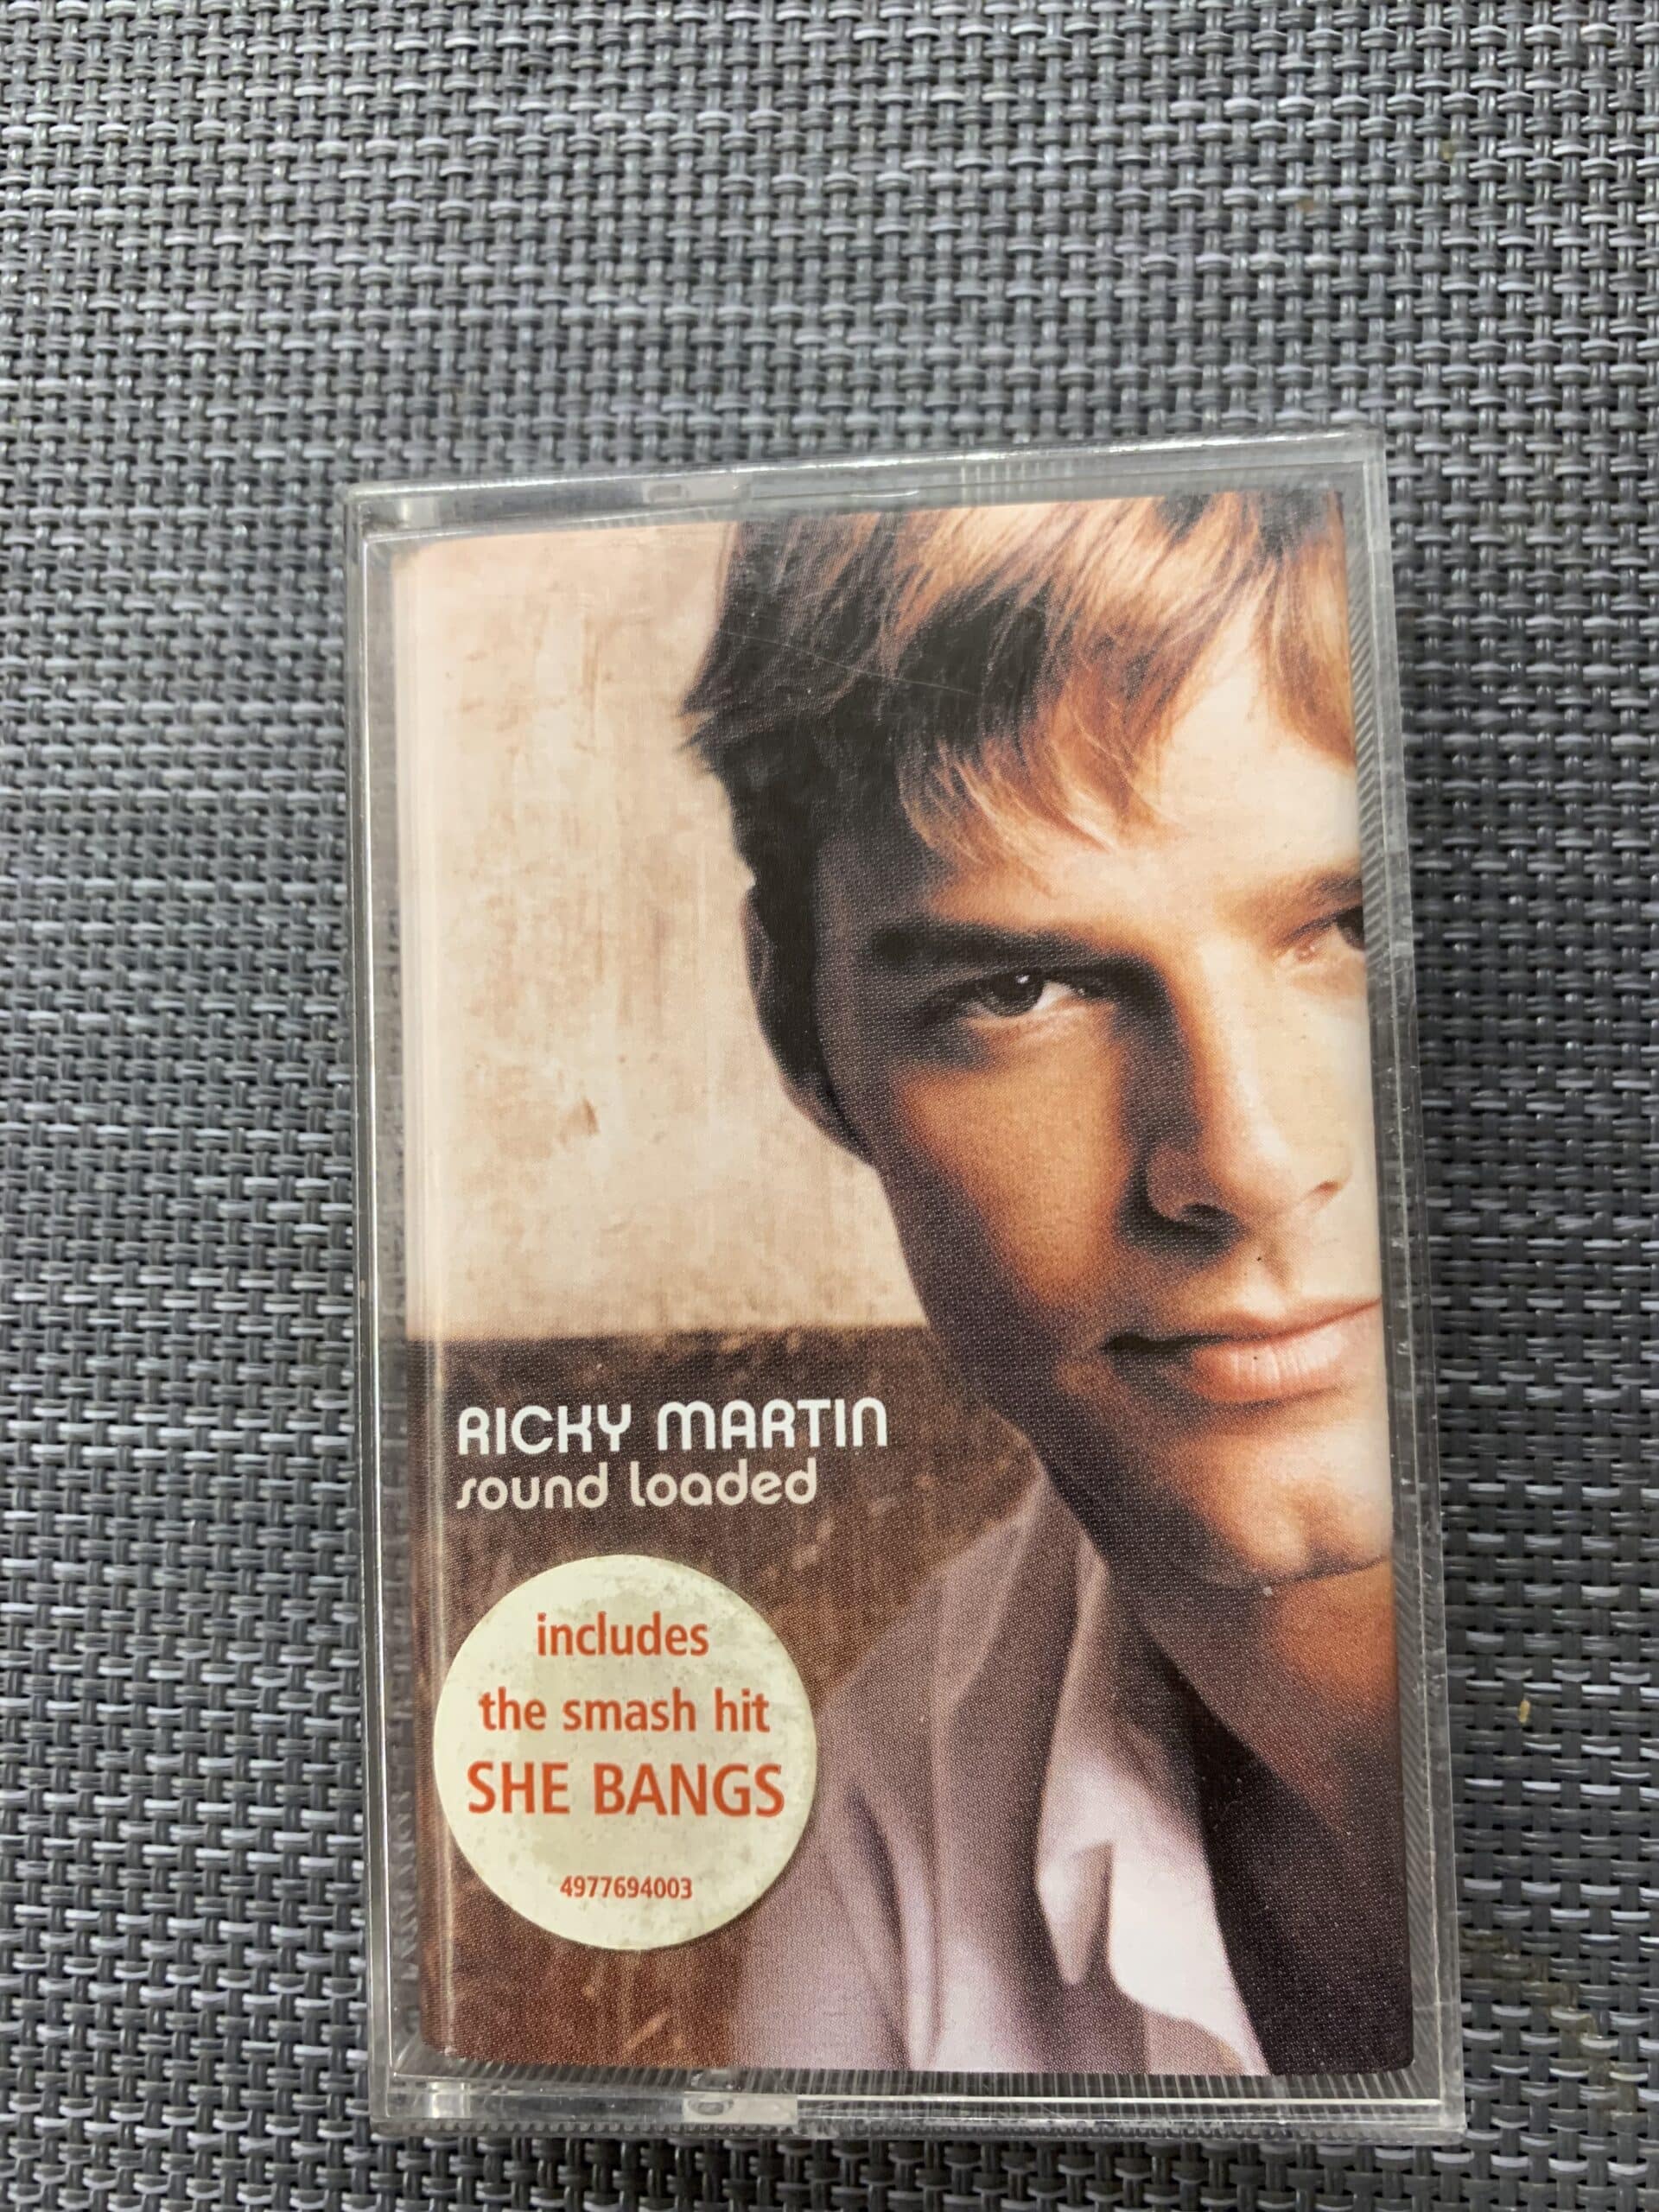 RICKY MARTIN
sound loaded
includes
the smash hit
SHE BANGS
4977694003